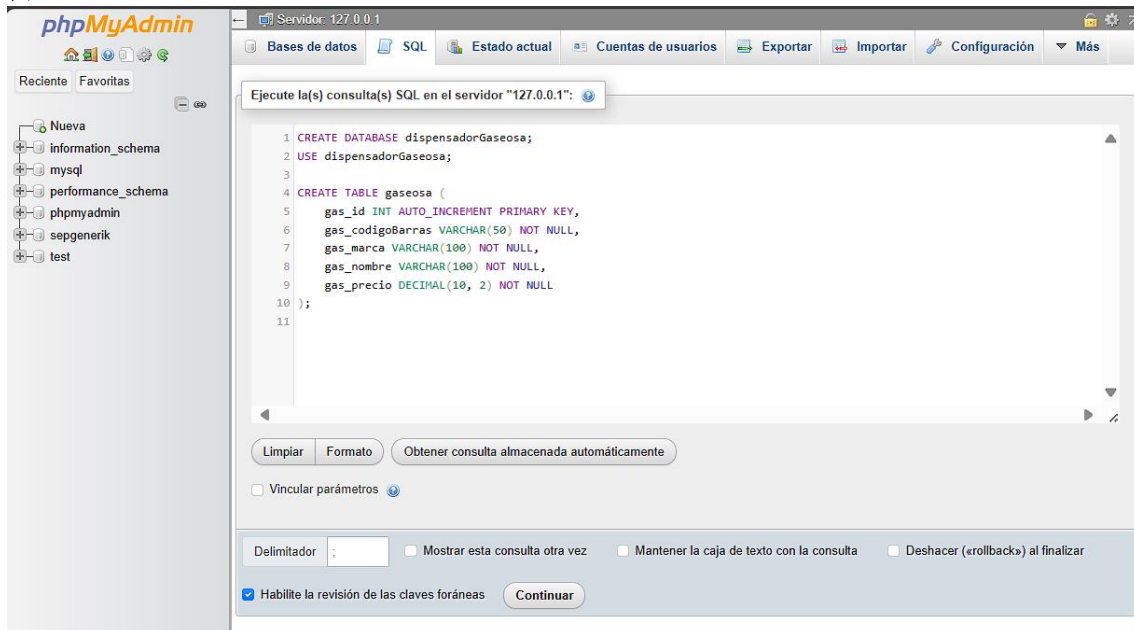 phpMyAdmin
Reciente Favoritas
Nueva
information_schema
mysql
performance_schema
phpmyadmin
sepgenerik
test
Servidor: 127.0.0.1
Bases de datos SQL Estado actual Cuentas de usuarios Exportar Importar Configuración Más
Ejecute la(s) consulta(s) SQL en el servidor "127.0.0.1":
1 CREATE DATABASE dispensadorGaseosa;
2 USE dispensadorGaseosa;
3
4 CREATE TABLE gaseosa (
5 gas_id INT AUTO_INCREMENT PRIMARY KEY,
6 gas_codigoBarras VARCHAR(50) NOT NULL,
7 gas_marca VARCHAR(100) NOT NULL,
8 gas_nombre VARCHAR(100) NOT NULL,
9 gas_precio DECIMAL(10, 2) NOT NULL
10 );
11
Limpiar Formato Obtener consulta almacenada automáticamente
Vincular parámetros
Delimitador ; Mostrar esta consulta otra vez Mantener la caja de texto con la consulta Deshacer («rollback») al finalizar
Habilite la revisión de las claves foráneas Continuar